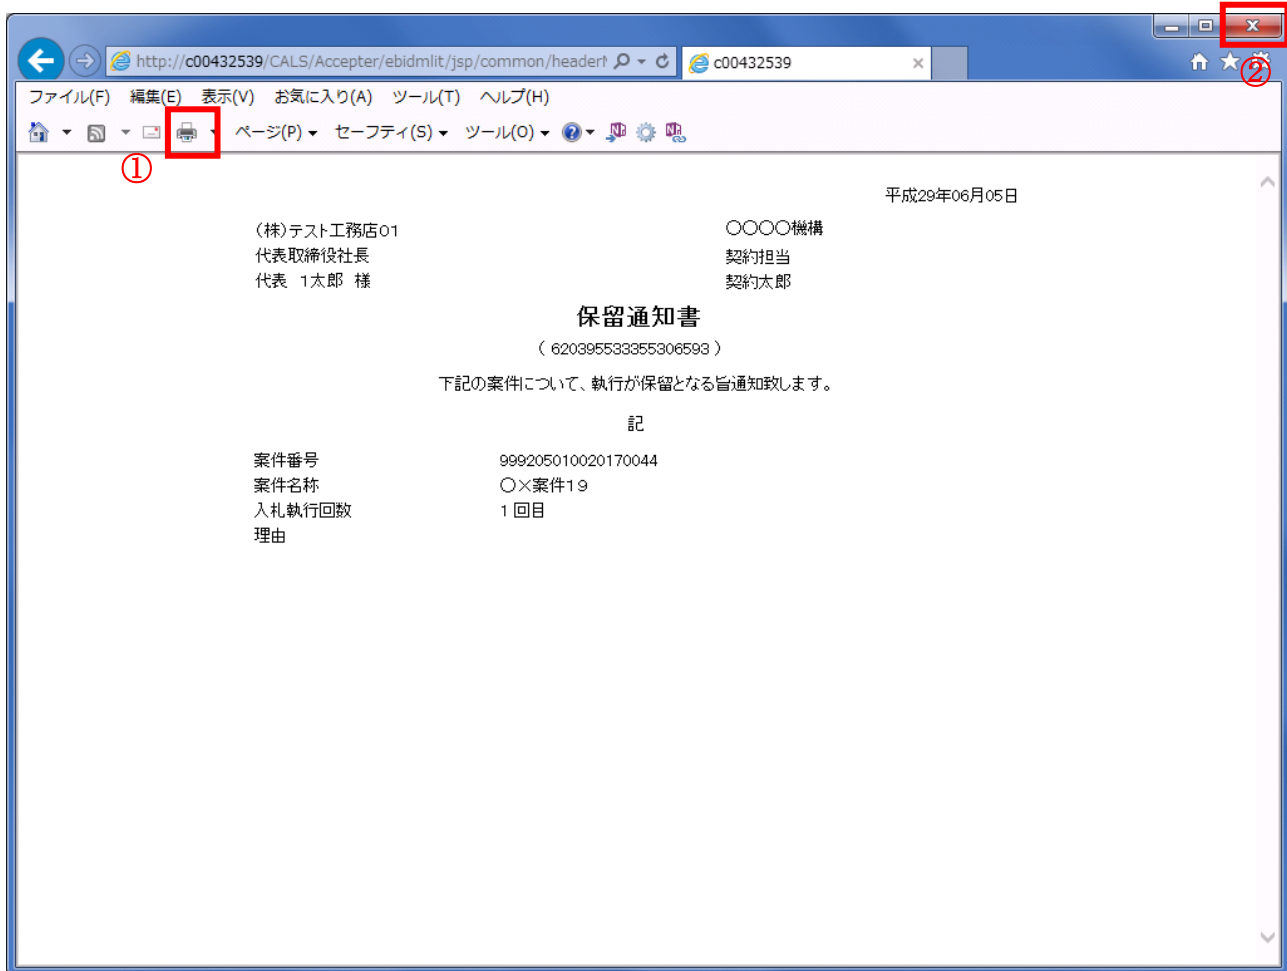 ②
http://c00432539/CALS/Accepter/ebidmlit/jsp/common/header
c00432539
ファイル(F) 編集(E) 表示(V) お気に入り(A) ツール(T) ヘルプ(H)
ページ(P) セーフティ(S) ツール(O)
①
平成29年06月05日
(株)テスト工務店01
○○○○機構
代表取締役社長
契約担当
代表 1太郎 様
契約太郎
保留通知書
( 620395533355306593 )
下記の案件について、執行が保留となる旨通知致します。
記
案件番号 999205010020170044
案件名称 ○×案件19
入札執行回数 1回目
理由